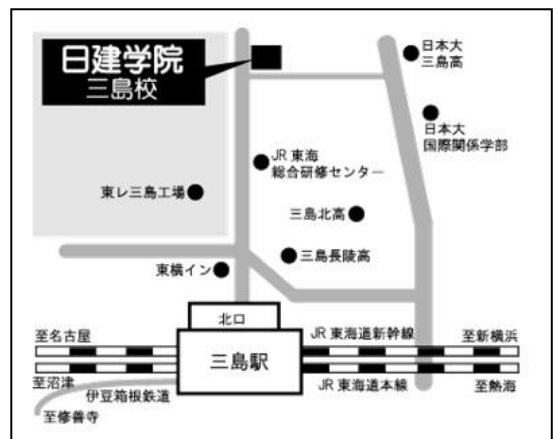 日建学院
三島校
日本大
三島高
日本大
国際関係学部
JR東海
総合研修センター
東レ三島工場
三島北高
三島長陵高
東横イン
北口
三島駅
至名古屋
JR東海道新幹線
至新横浜
至沼津
伊豆箱根鉄道
JR東海道本線
至熱海
至修善寺